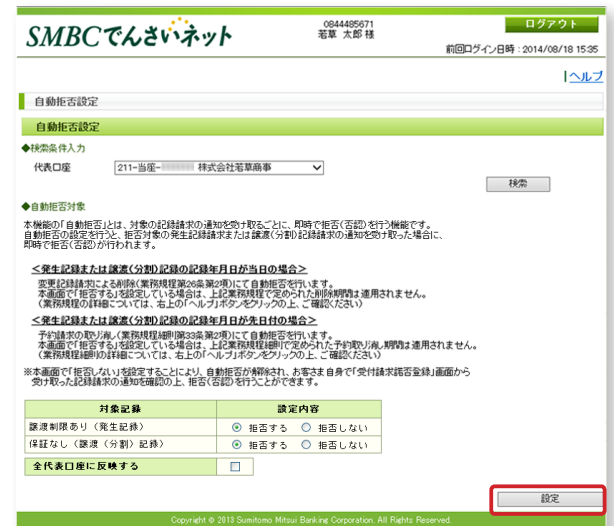 SMBCでんさいネット
0844485671
若草 太郎 様
ログアウト
前回ログイン日時：2014/08/18 15:35
ヘルプ
自動拒否設定
自動拒否設定
◆検索条件入力
代表口座 211-当座- 株式会社若草商事
検索
◆自動拒否対象
本機能の「自動拒否」とは、対象の記録請求の通知を受け取るごとに、即時で拒否(否認)を行う機能です。
自動拒否の設定を行うと、拒否対象の発生記録請求または譲渡(分割)記録請求の通知を受け取った場合に、
即時で拒否(否認)が行われます。
＜発生記録または譲渡(分割)記録の記録年月日が当日の場合＞
変更記録請求による削除(業務規程第26条第2項)にて自動拒否を行います。
本画面で「拒否する」を設定している場合は、上記業務規程で定められた削除期間は適用されません。
(業務規程の詳細については、右上の「ヘルプ」ボタンをクリックの上、ご確認ください)
＜発生記録または譲渡(分割)記録の記録年月日が先日付の場合＞
予約請求の取り消し(業務規程細則第33条第2項)にて自動拒否を行います。
本画面で「拒否する」を設定している場合は、上記業務規程細則で定められた予約取り消し期間は適用されません。
(業務規程細則の詳細については、右上の「ヘルプ」ボタンをクリックの上、ご確認ください)
※本画面で「拒否しない」を設定することにより、自動拒否が解除され、お客さま自身で「受付請求諾否登録」画面から
受け取った記録請求の通知を確認の上、拒否(否認)を行うことができます。
対象記録 設定内容
譲渡制限あり（発生記録） 拒否する 拒否しない
保証なし（譲渡（分割）記録） 拒否する 拒否しない
全代表口座に反映する
設定
Copyright © 2013 Sumitomo Mitsui Banking Corporation. All Rights Reserved.